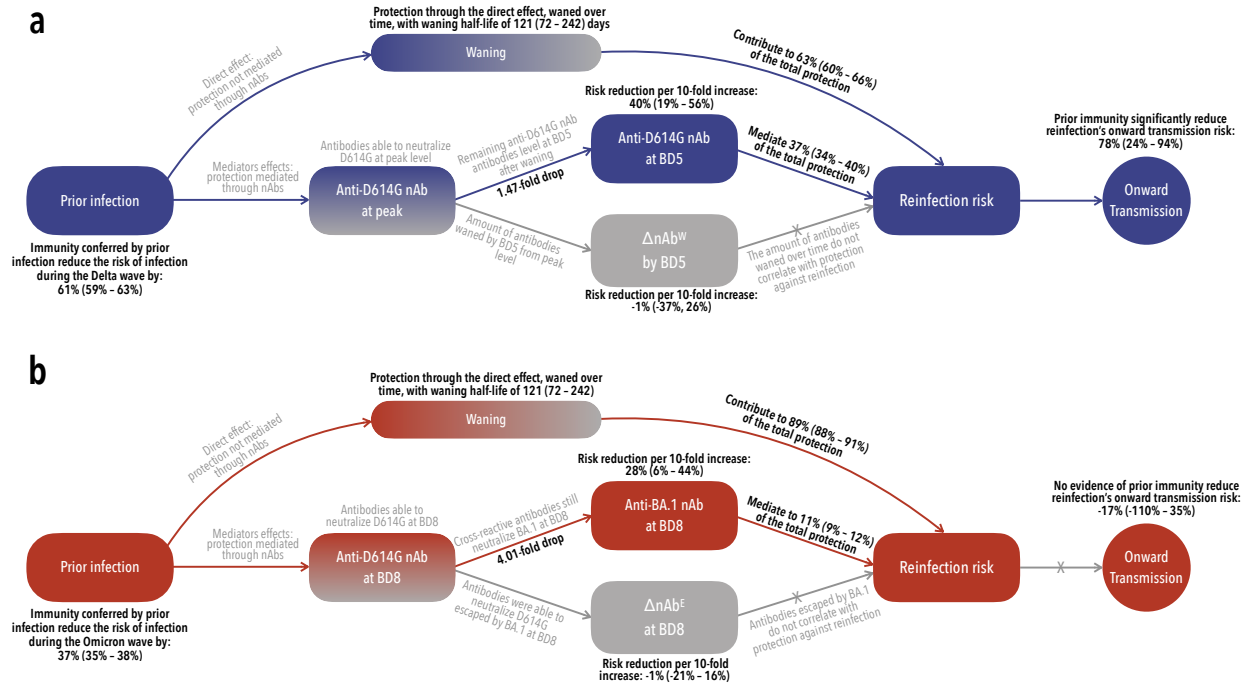 a
Protection through the direct effect, waned over
time, with waning half-life of 121 (72 – 242) days
Waning
Direct effect:
protection not mediated
through nAbs
Contribute to 63% (60% – 66%)
of the total protection
Prior infection
Immunity conferred by prior
infection reduce the risk of infection
during the Delta wave by:
61% (59% – 63%)
Mediators effects:
protection mediated
through nAbs
Antibodies able to neutralize
D614G at peak level
Anti-D614G nAb
at peak
Remaining anti-D614G nAb
antibodies level at BD5
after waning
1.47-fold drop
Amount of antibodies
waned by BD5 from peak
level
Risk reduction per 10-fold increase:
40% (19% – 56%)
Anti-D614G nAb
at BD5
Mediate 37% (34% – 40%)
of the total protection
ΔnAbᵂ
by BD5
Risk reduction per 10-fold increase:
-1% (-37%, 26%)
The amount of antibodies
waned over time do not
correlate with protection
against reinfection
Reinfection risk
Prior immunity significantly reduce
reinfection's onward transmission risk:
78% (24% – 94%)
Onward
Transmission
b
Protection through the direct effect, waned over
time, with waning half-life of 121 (72 – 242)
Waning
Direct effect:
protection not mediated
through nAbs
Contribute to 89% (88% – 91%)
of the total protection
Prior infection
Immunity conferred by prior
infection reduce the risk of infection
during the Omicron wave by:
37% (35% – 38%)
Mediators effects:
protection mediated
through nAbs
Antibodies able to
neutralize D614G at BD8
Anti-D614G nAb
at BD8
Cross-reactive antibodies still
neutralize BA.1 at BD8
4.01-fold drop
Antibodies were able to
neutralize D614G
escaped by BA.1 at BD8
Risk reduction per 10-fold increase:
28% (6% – 44%)
Anti-BA.1 nAb
at BD8
Mediate to 11% (9% – 12%)
of the total protection
ΔnAbᴱ
at BD8
Risk reduction per 10-fold
increase: -1% (-21% – 16%)
Antibodies escaped by BA.1
do not correlate with
protection against reinfection
Reinfection risk
No evidence of prior immunity reduce
reinfection's onward transmission risk:
-17% (-110% – 35%)
Onward
Transmission